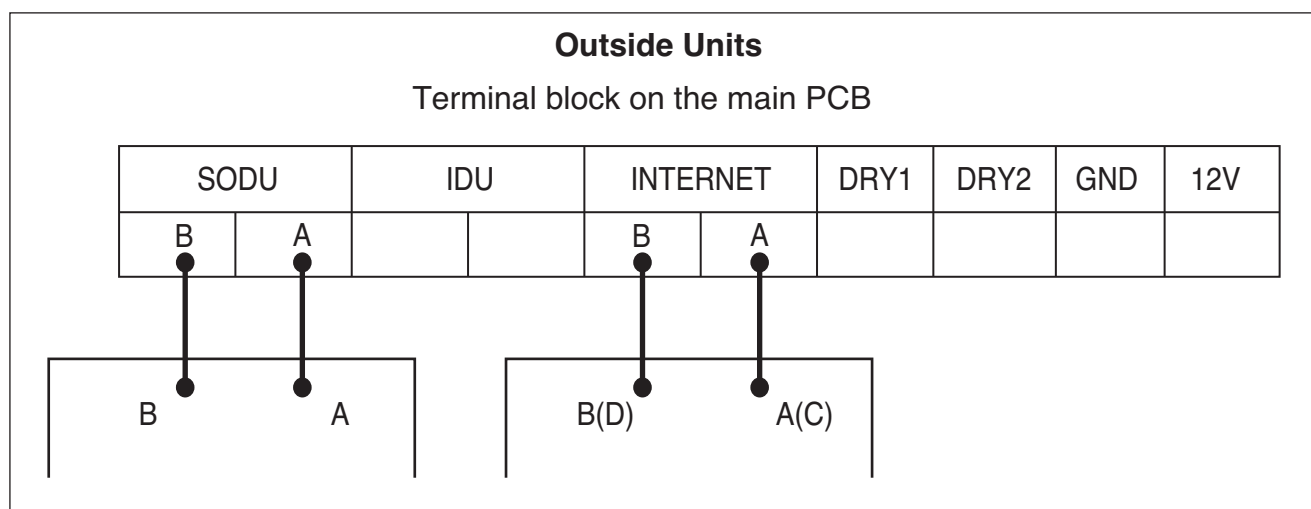 Outside Units
Terminal block on the main PCB
SODU IDU INTERNET DRY1 DRY2 GND 12V
B A B A
B A B(D) A(C)